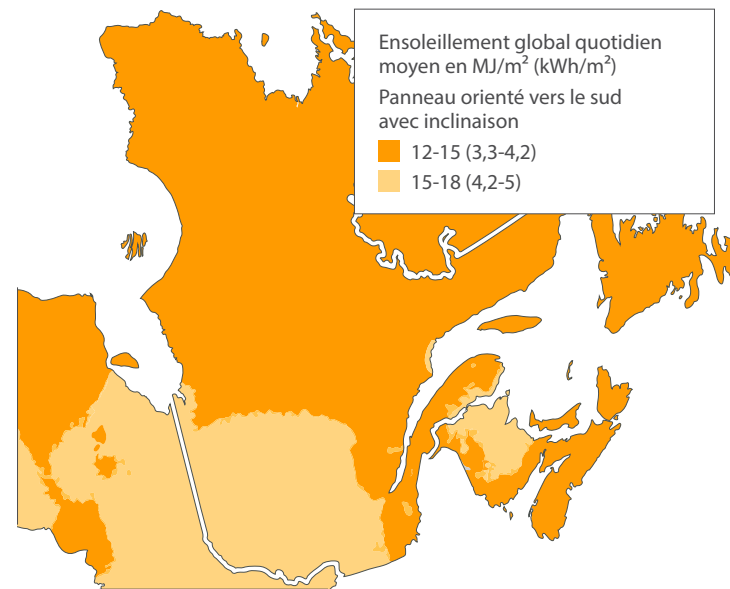 Ensoleillement global quotidien
moyen en MJ/m² (kWh/m²)
Panneau orienté vers le sud
avec inclinaison
12-15 (3,3-4,2)
15-18 (4,2-5)